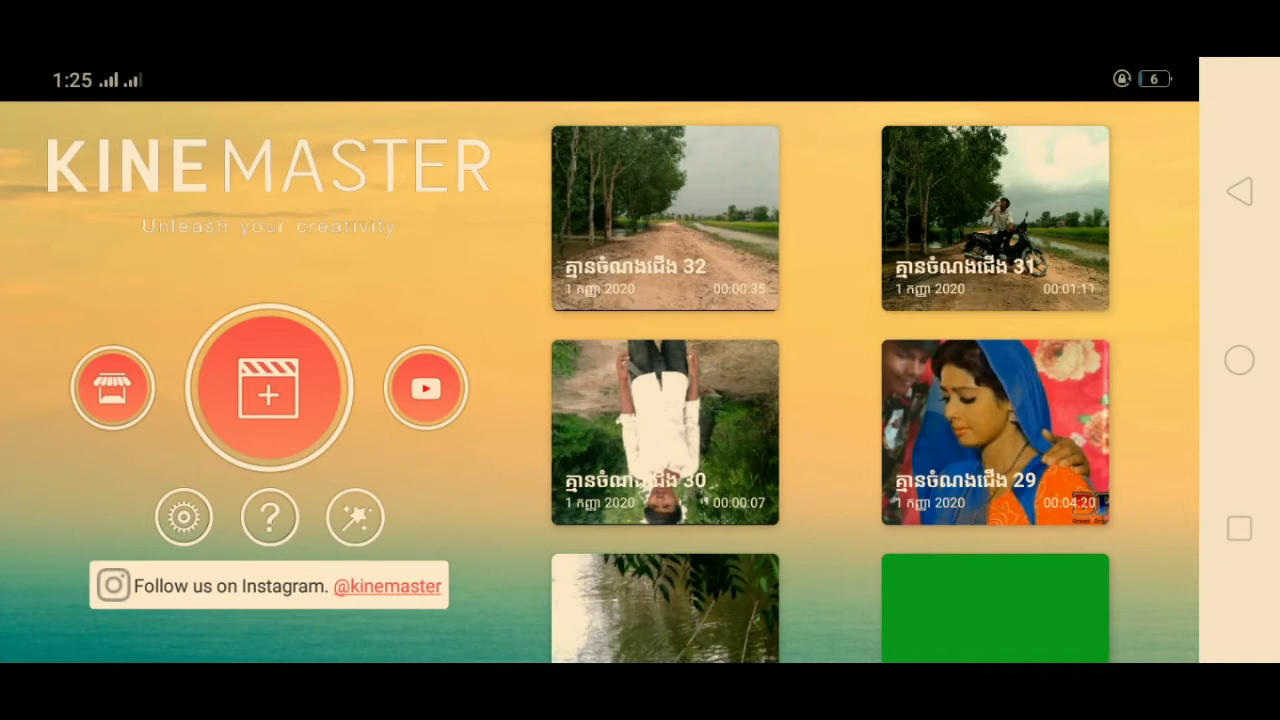 1:25
6
KINEMASTER
Unleash your creativity
Follow us on Instagram. @kinemaster
គ្មានចំណងជើង 32
1 កញ្ញា 2020 00:00:35
គ្មានចំណងជើង 31
1 កញ្ញា 2020 00:01:11
គ្មានចំណងជើង 30
1 កញ្ញា 2020 00:00:07
គ្មានចំណងជើង 29
1 កញ្ញា 2020 00:04:20